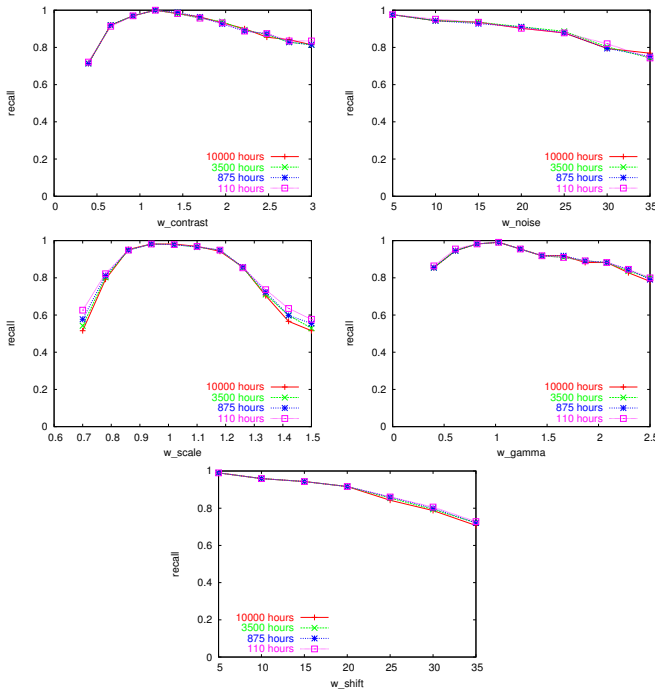 1
0.8
0.6
0.4
0.2
0
recall
10000 hours
3500 hours
875 hours
110 hours
0 0.5 1 1.5 2 2.5 3
w_contrast
1
0.8
0.6
0.4
0.2
0
recall
10000 hours
3500 hours
875 hours
110 hours
5 10 15 20 25 30 35
w_noise
1
0.8
0.6
0.4
0.2
0
recall
10000 hours
3500 hours
875 hours
110 hours
0.6 0.7 0.8 0.9 1 1.1 1.2 1.3 1.4 1.5
w_scale
1
0.8
0.6
0.4
0.2
0
recall
10000 hours
3500 hours
875 hours
110 hours
0 0.5 1 1.5 2 2.5
w_gamma
1
0.8
0.6
0.4
0.2
0
recall
10000 hours
3500 hours
875 hours
110 hours
5 10 15 20 25 30 35
w_shift